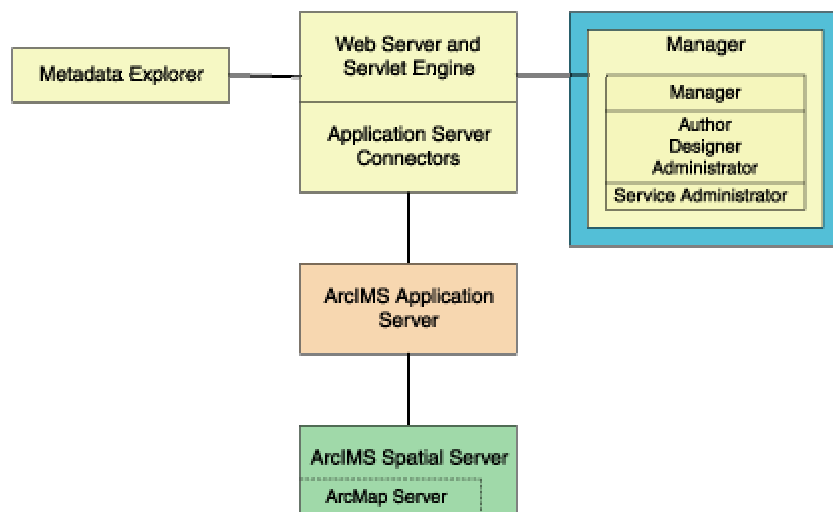 Metadata Explorer
Web Server and
Servlet Engine
Application Server
Connectors
Manager
Manager
Author
Designer
Administrator
Service Administrator
ArcIMS Application
Server
ArcIMS Spatial Server
ArcMap Server